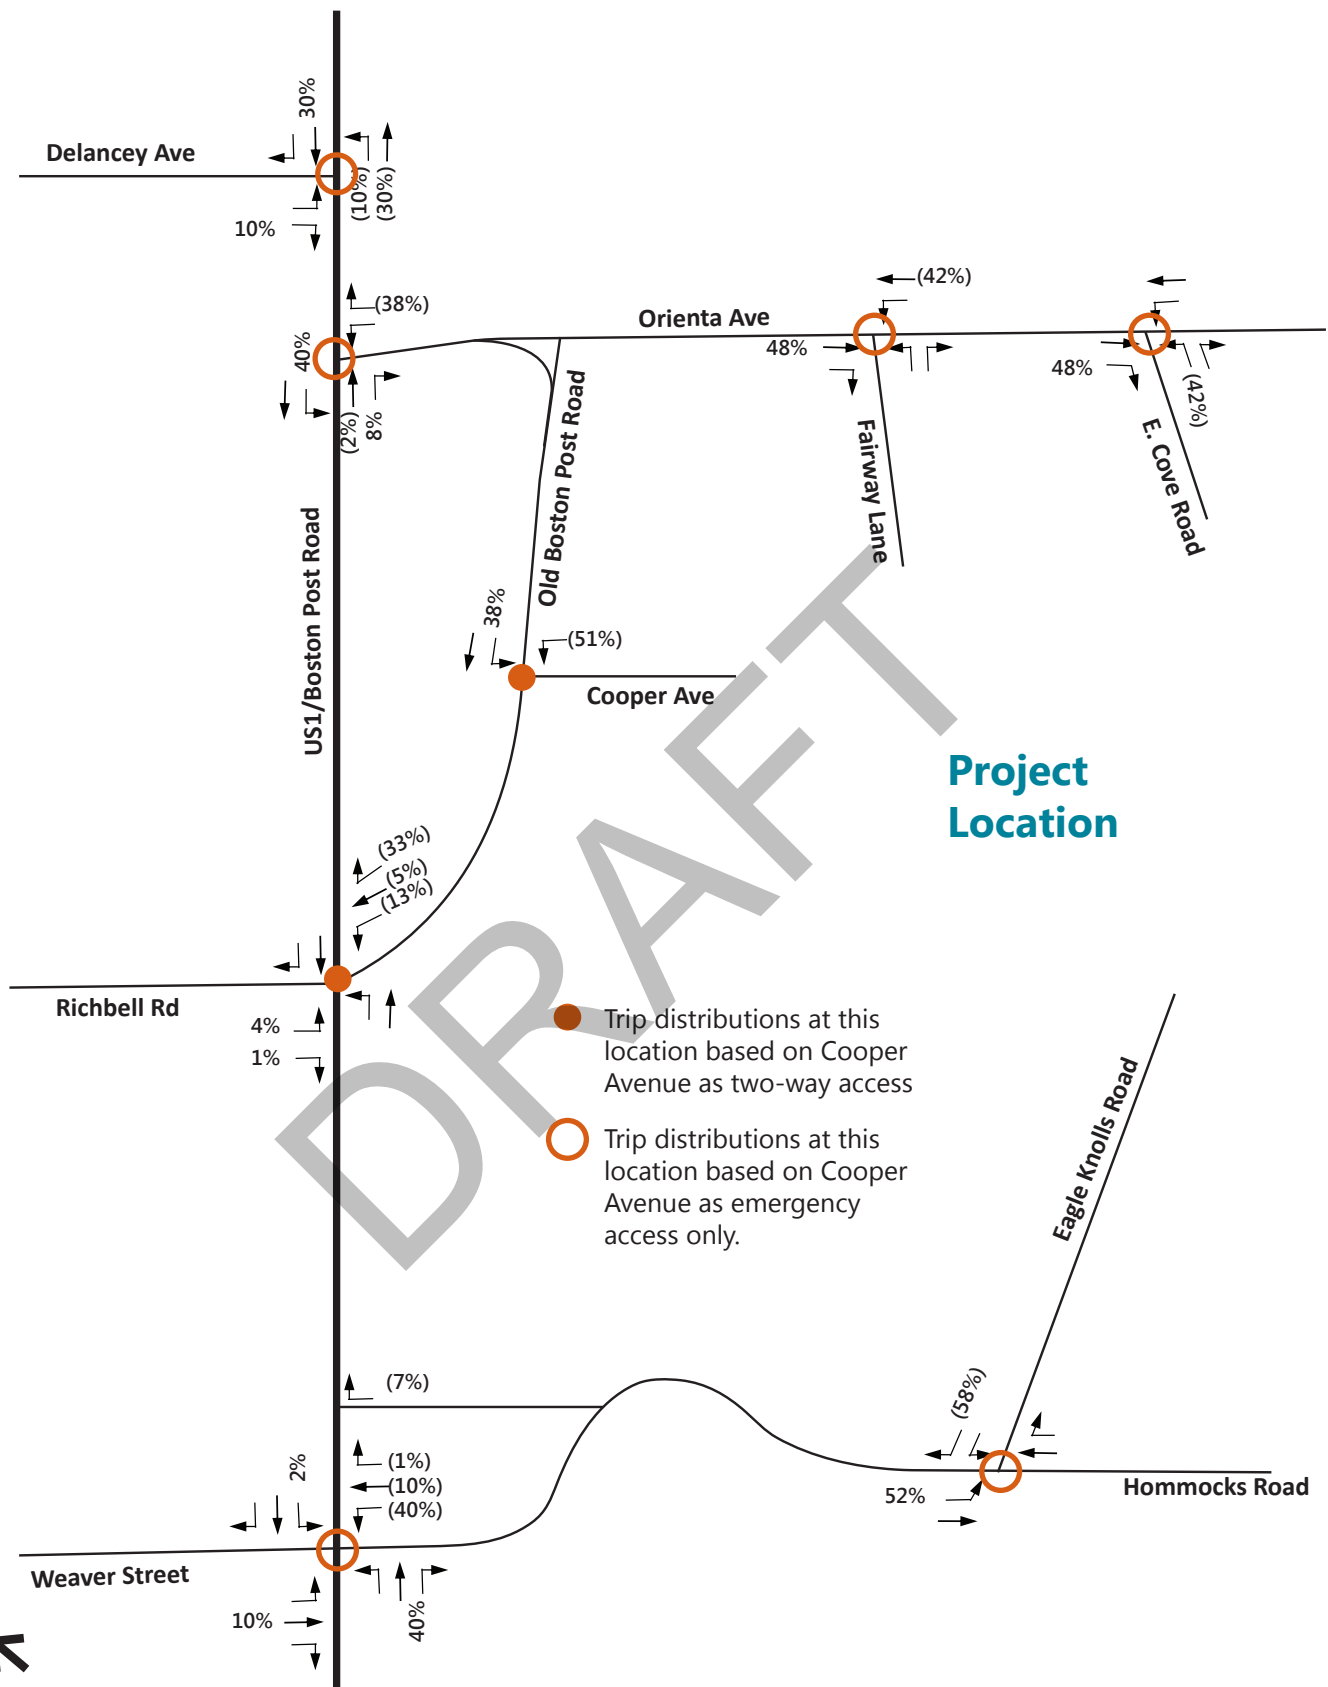 30%
Delancey Ave
(10%)
(30%)
10%
(38%)
40%
(2%)
8%
Orienta Ave
(42%)
48%
48%
(42%)
Fairway Lane
E. Cove Road
Old Boston Post Road
US1/Boston Post Road
38%
(51%)
Cooper Ave
Project
Location
(33%)
(5%)
(13%)
Richbell Rd
4%
1%
Trip distributions at this
location based on Cooper
Avenue as two-way access
Trip distributions at this
location based on Cooper
Avenue as emergency
access only.
DRAFT
Eagle Knolls Road
(7%)
(58%)
2%
(1%)
(10%)
(40%)
52%
Hommocks Road
Weaver Street
10%
40%